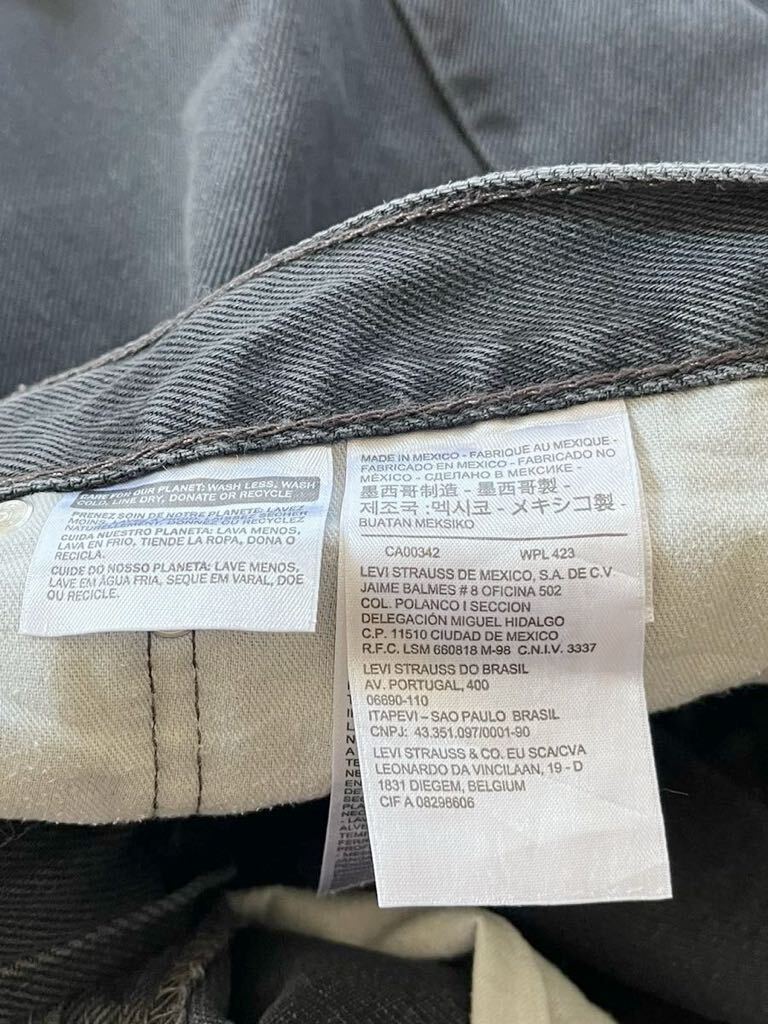 CARE FOR OUR PLANET: WASH LESS, WASH
COLD, LINE DRY, DONATE OR RECYCLE
PRENEZ SOIN DE NOTRE PLANETE: LAVEZ
MOINS, DONNEZ OU RECYCLEZ
CUIDA NUESTRO PLANETA: LAVA MENOS,
LAVA EN FRIO, TIENDE LA ROPA, DONA O
RECICLA.
CUIDE DO NOSSO PLANETA: LAVE MENOS,
LAVE EM ÁGUA FRIA, SEQUE EM VARAL, DOE
OU RECICLE.
MADE IN MEXICO - FABRIQUE AU MEXIQUE -
FABRICADO EN MEXICO - FABRICADO NO
MÉXICO - СДЕЛАНО В МЕКСИКЕ -
墨西哥制造 - 墨西哥製 -
제조국 :멕시코 - メキシコ製 -
BUATAN MEKSIKO
CA00342 WPL 423
LEVI STRAUSS DE MEXICO, S.A. DE C.V.
JAIME BALMES # 8 OFICINA 502
COL. POLANCO I SECCION
DELEGACIÓN MIGUEL HIDALGO
C.P. 11510 CIUDAD DE MEXICO
R.F.C. LSM 660818 M-98 C.N.I.V. 3337
LEVI STRAUSS DO BRASIL
AV. PORTUGAL, 400
06690-110
ITAPEVI – SAO PAULO BRASIL
CNPJ: 43.351.097/0001-90
LEVI STRAUSS & CO. EU SCA/CVA
LEONARDO DA VINCILAAN, 19 - D
1831 DIEGEM, BELGIUM
CIF A 08298606